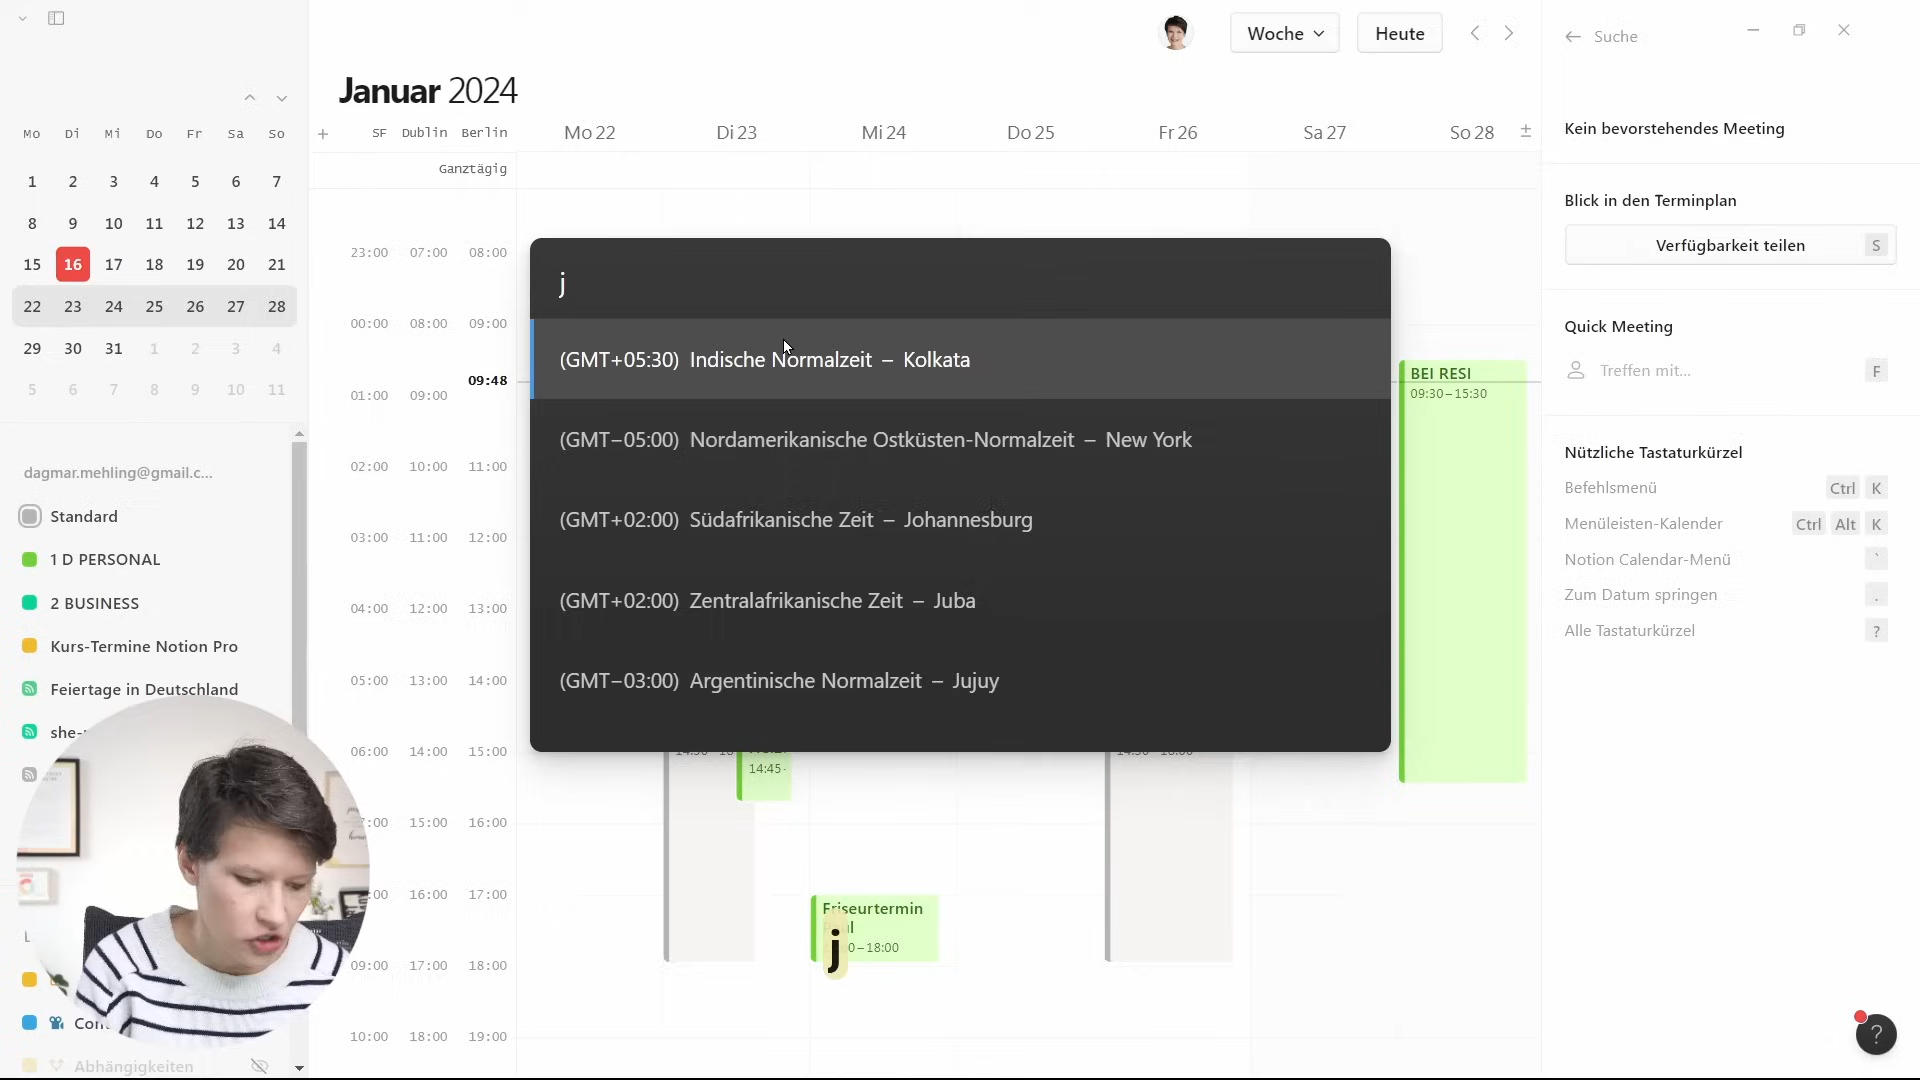 Woche
Heute
Suche
Januar 2024
Mo Di Mi Do Fr Sa So
1 2 3 4 5 6 7
8 9 10 11 12 13 14
15 16 17 18 19 20 21
22 23 24 25 26 27 28
29 30 31 1 2 3 4
5 6 7 8 9 10 11
dagmar.mehling@gmail.c...
Standard
1 D PERSONAL
2 BUSINESS
Kurs-Termine Notion Pro
Feiertage in Deutschland
Abhängigkeiten
+ SF Dublin Berlin Mo 22 Di 23 Mi 24 Do 25 Fr 26 Sa 27 So 28 ±
Ganztägig
23:00 07:00 08:00
00:00 08:00 09:00
09:48
01:00 09:00
02:00 10:00 11:00
03:00 11:00 12:00
04:00 12:00 13:00
05:00 13:00 14:00
06:00 14:00 15:00
15:00 16:00
16:00 17:00
09:00 17:00 18:00
10:00 18:00 19:00
j
(GMT+05:30) Indische Normalzeit – Kolkata
(GMT−05:00) Nordamerikanische Ostküsten-Normalzeit – New York
(GMT+02:00) Südafrikanische Zeit – Johannesburg
(GMT+02:00) Zentralafrikanische Zeit – Juba
(GMT−03:00) Argentinische Normalzeit – Jujuy
14:45-
BEI RESI
09:30–15:30
Friseurtermin
–18:00
j
Kein bevorstehendes Meeting
Blick in den Terminplan
Verfügbarkeit teilen S
Quick Meeting
Treffen mit... F
Nützliche Tastaturkürzel
Befehlsmenü Ctrl K
Menüleisten-Kalender Ctrl Alt K
Notion Calendar-Menü `
Zum Datum springen .
Alle Tastaturkürzel ?
?